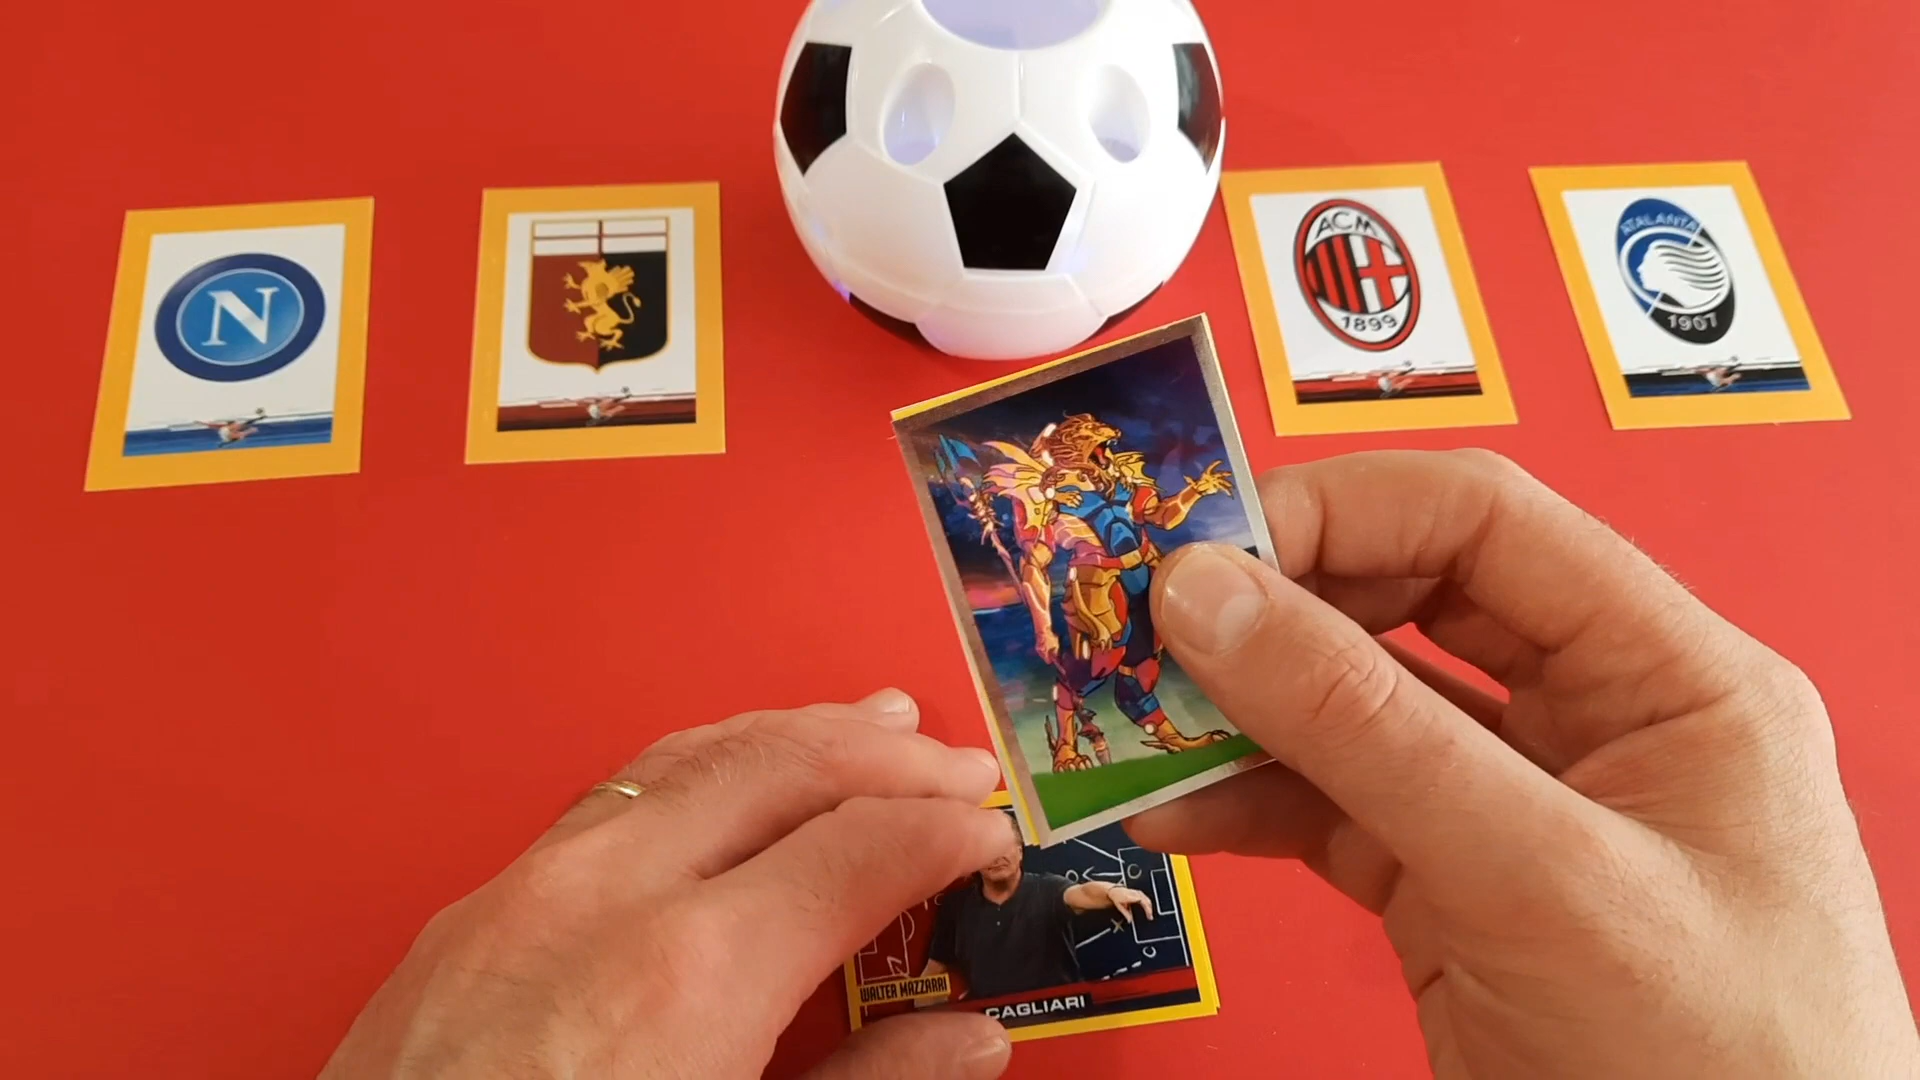 N
ACM
1899
ATALANTA
1907
WALTER MAZZARRI
CAGLIARI